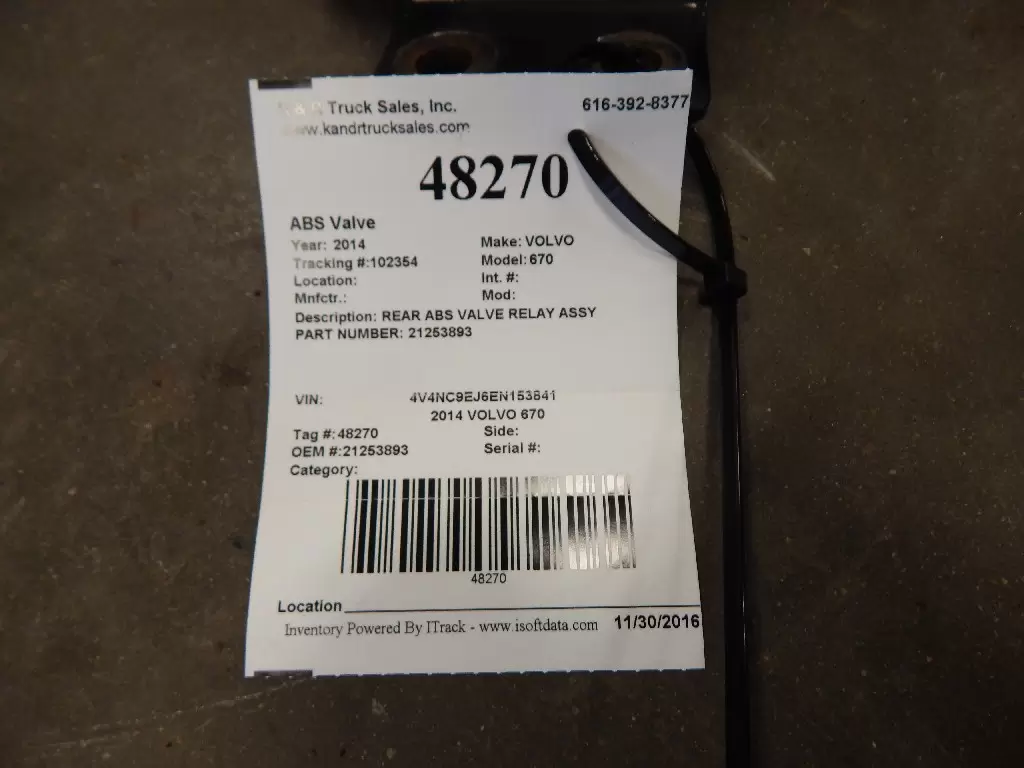 Truck Sales, Inc. 616-392-8377
.kandrtrucksales.com
48270
ABS Valve
Year: 2014 Make: VOLVO
Tracking #:102354 Model: 670
Location: Int. #:
Mnfctr.: Mod:
Description: REAR ABS VALVE RELAY ASSY
PART NUMBER: 21253893
VIN: 4V4NC9EJ6EN153841
2014 VOLVO 670
Tag #: 48270 Side:
OEM #:21253893 Serial #:
Category:
48270
Location
Inventory Powered By ITrack - www.isoftdata.com 11/30/2016